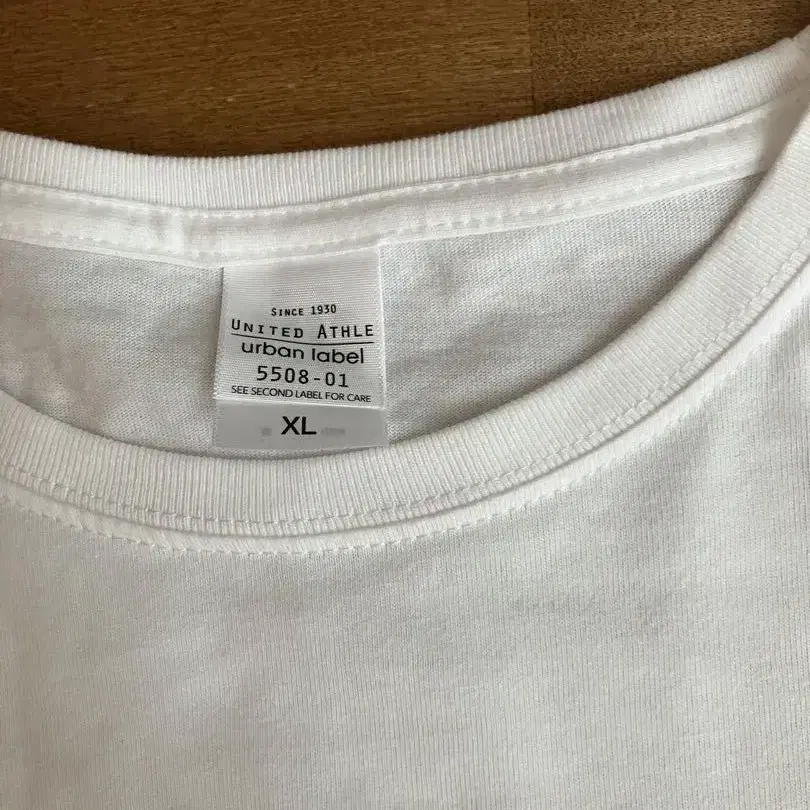 SINCE 1930
UNITED ATHLE
urban label
5508-01
SEE SECOND LABEL FOR CARE
XL